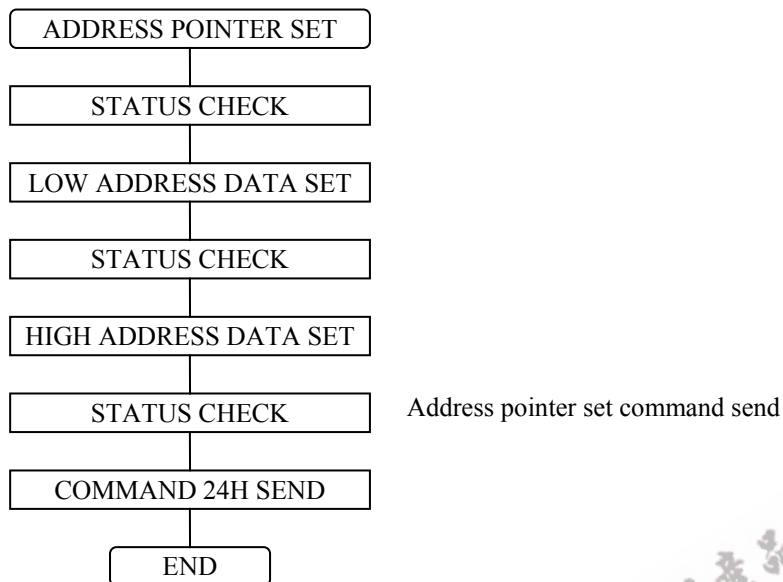 ADDRESS POINTER SET
STATUS CHECK
LOW ADDRESS DATA SET
STATUS CHECK
HIGH ADDRESS DATA SET
STATUS CHECK Address pointer set command send
COMMAND 24H SEND
END